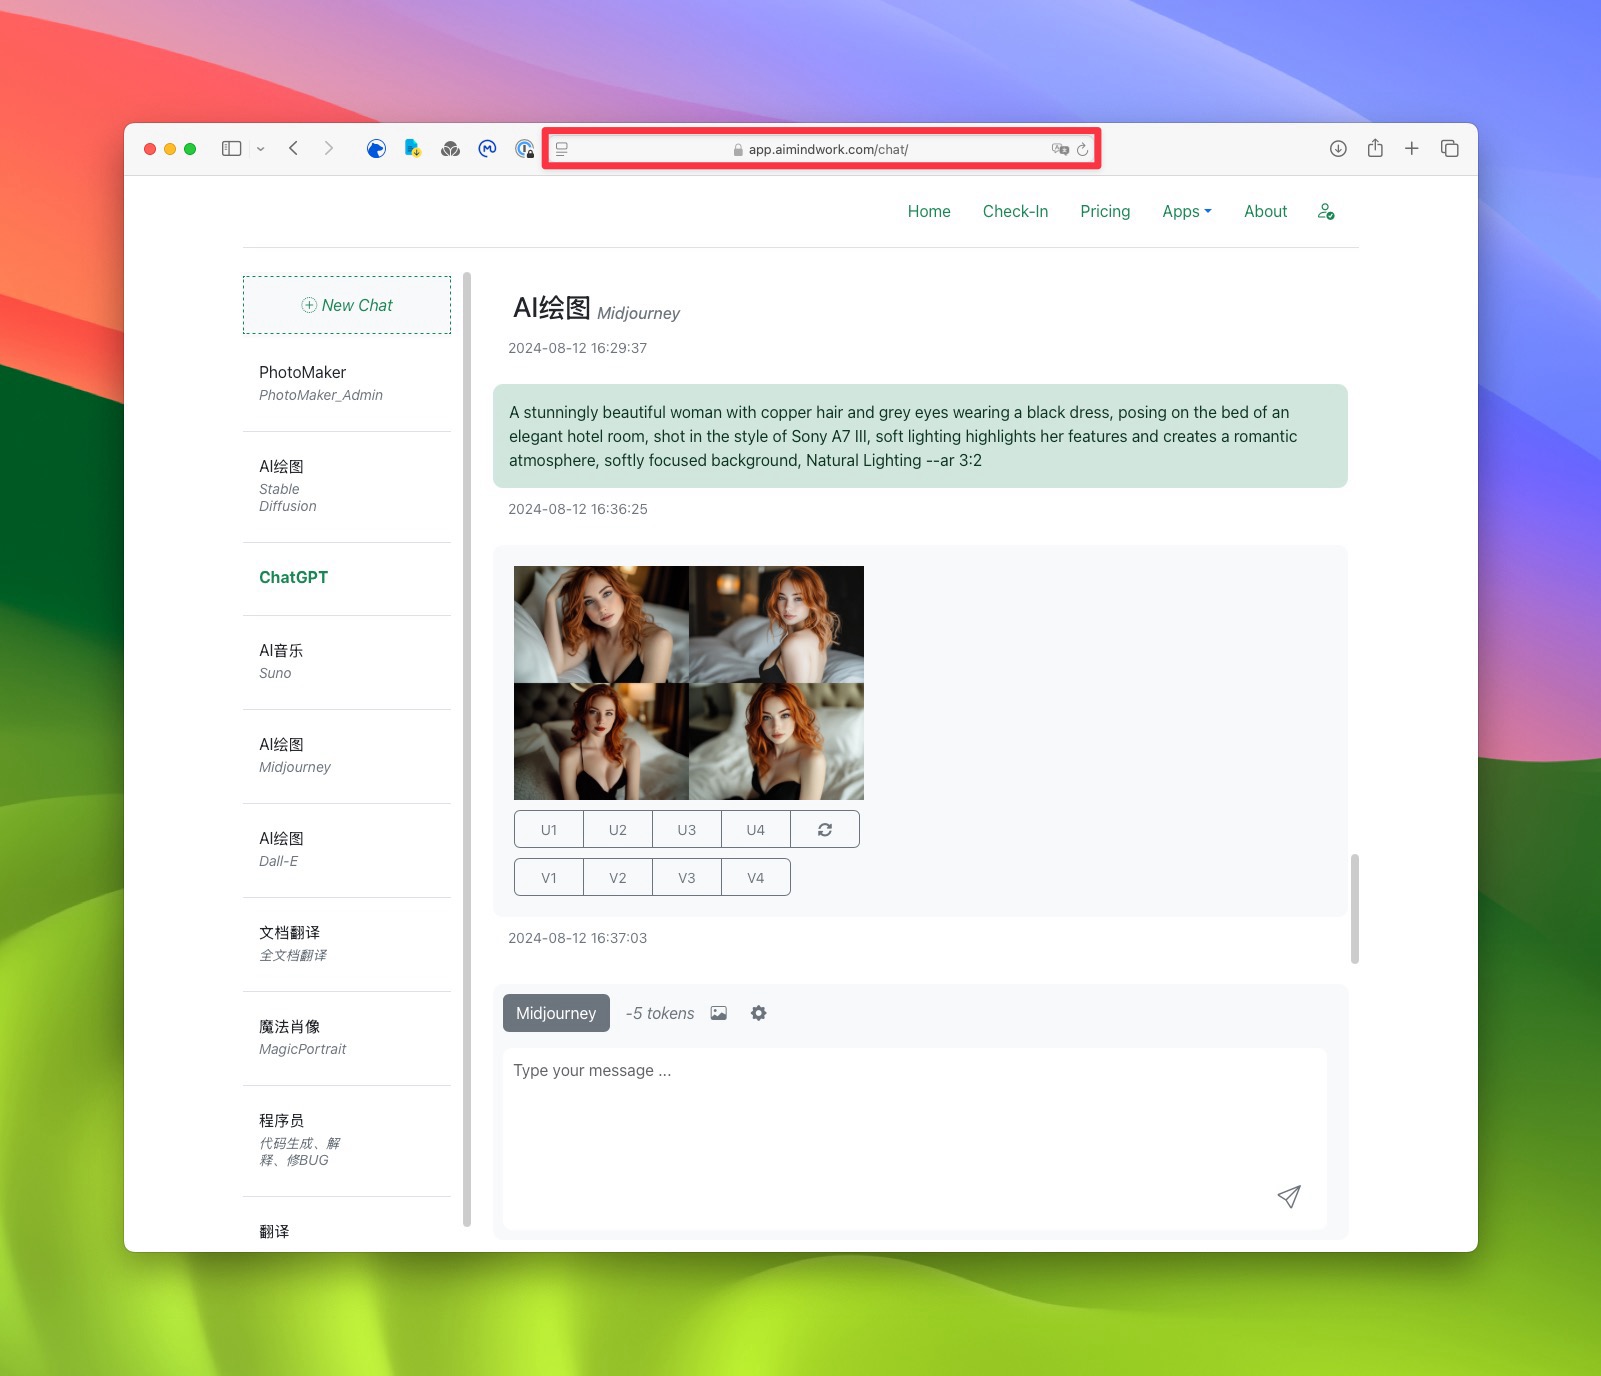 app.aimindwork.com/chat/
Home Check-In Pricing Apps About
New Chat
PhotoMaker
PhotoMaker_Admin
AI绘图
Stable
Diffusion
ChatGPT
AI音乐
Suno
AI绘图
Midjourney
AI绘图
Dall-E
文档翻译
全文档翻译
魔法肖像
MagicPortrait
程序员
代码生成、解
释、修BUG
翻译
AI绘图 Midjourney
2024-08-12 16:29:37
A stunningly beautiful woman with copper hair and grey eyes wearing a black dress, posing on the bed of an
elegant hotel room, shot in the style of Sony A7 III, soft lighting highlights her features and creates a romantic
atmosphere, softly focused background, Natural Lighting --ar 3:2
2024-08-12 16:36:25
U1 U2 U3 U4
V1 V2 V3 V4
2024-08-12 16:37:03
Midjourney -5 tokens
Type your message ...